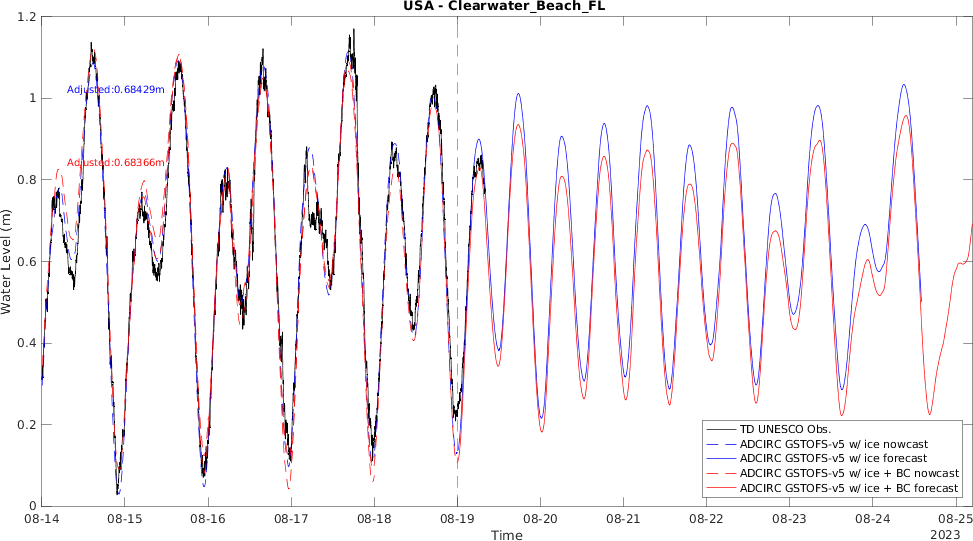 USA - Clearwater_Beach_FL
1.2
1
0.8
0.6
0.4
0.2
0
Water Level (m)
Adjusted:0.68429m
Adjusted:0.68366m
TD UNESCO Obs.
ADCIRC GSTOFS-v5 w/ ice nowcast
ADCIRC GSTOFS-v5 w/ ice forecast
ADCIRC GSTOFS-v5 w/ ice + BC nowcast
ADCIRC GSTOFS-v5 w/ ice + BC forecast
08-14 08-15 08-16 08-17 08-18 08-19 08-20 08-21 08-22 08-23 08-24 08-25
Time 2023